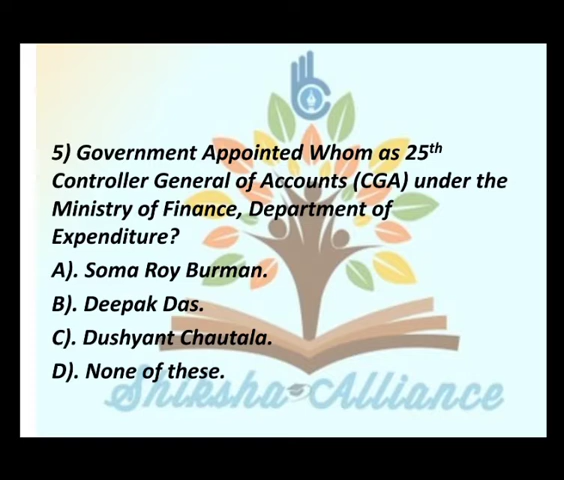 5) Government Appointed Whom as 25th
Controller General of Accounts (CGA) under the
Ministry of Finance, Department of
Expenditure?
A). Soma Roy Burman.
B). Deepak Das.
C). Dushyant Chautala.
D). None of these.
Shiksha Alliance